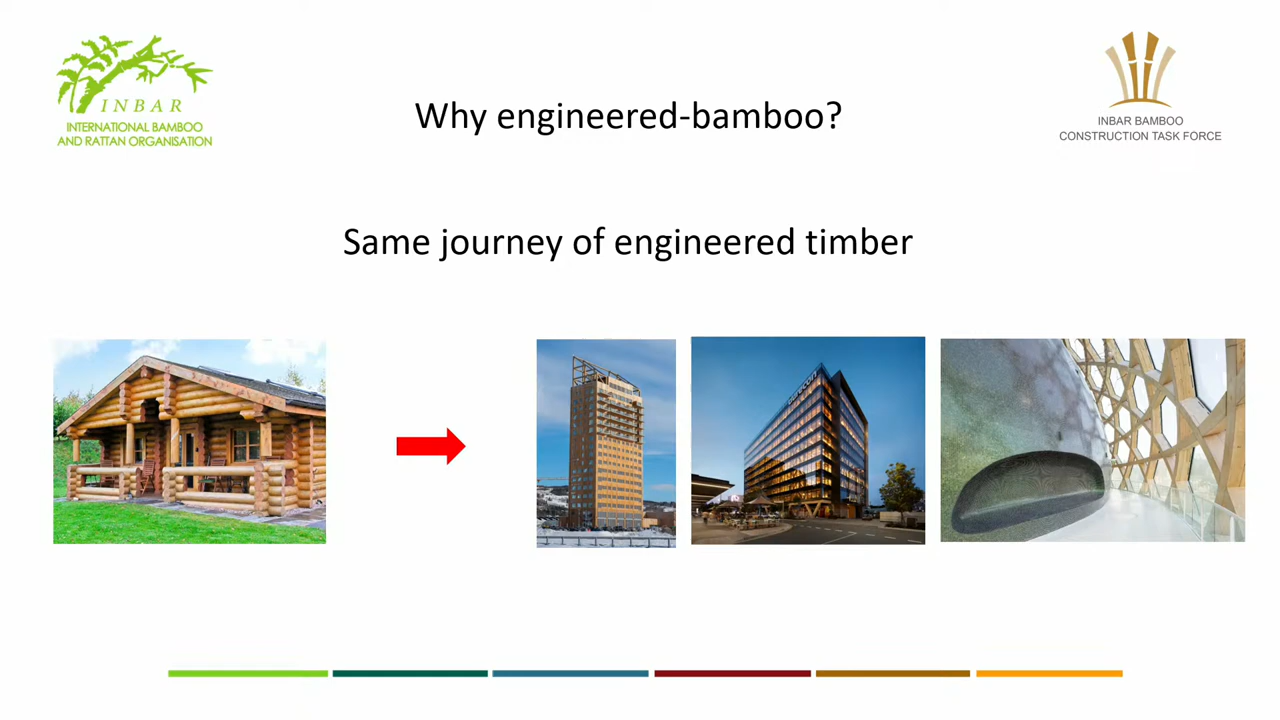 INBAR
INTERNATIONAL BAMBOO
AND RATTAN ORGANISATION
Why engineered-bamboo?
INBAR BAMBOO
CONSTRUCTION TASK FORCE
Same journey of engineered timber